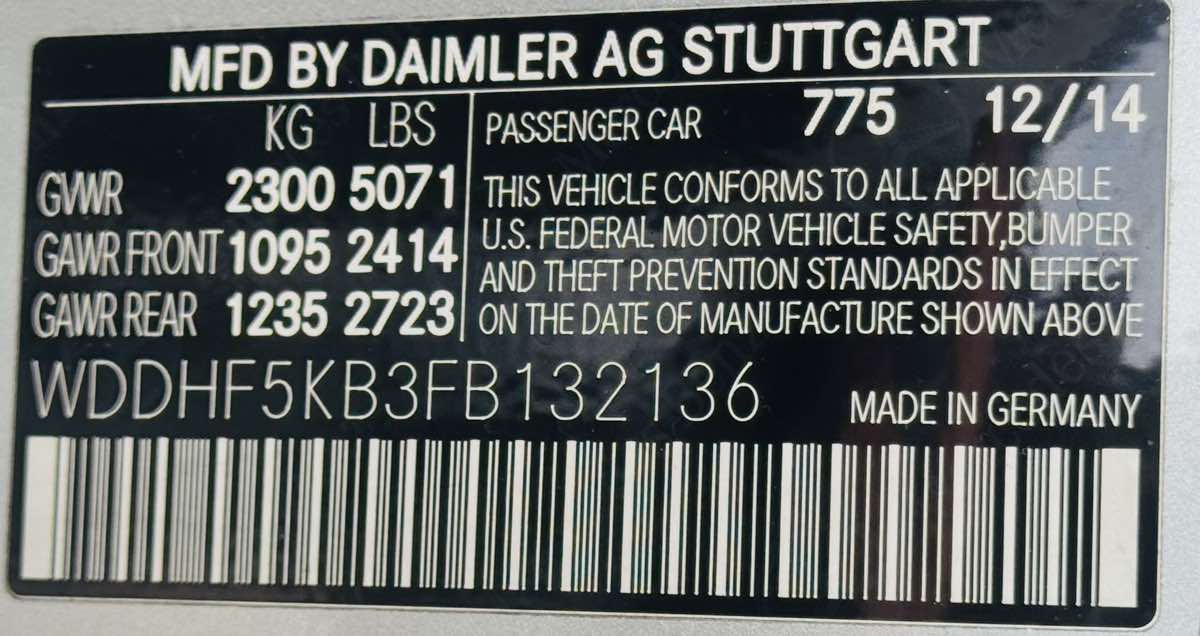 MFD BY DAIMLER AG STUTTGART
KG LBS
GVWR 2300 5071
GAWR FRONT 1095 2414
GAWR REAR 1235 2723
PASSENGER CAR 775 12/14
THIS VEHICLE CONFORMS TO ALL APPLICABLE
U.S. FEDERAL MOTOR VEHICLE SAFETY,BUMPER
AND THEFT PREVENTION STANDARDS IN EFFECT
ON THE DATE OF MANUFACTURE SHOWN ABOVE
WDDHF5KB3FB132136
MADE IN GERMANY